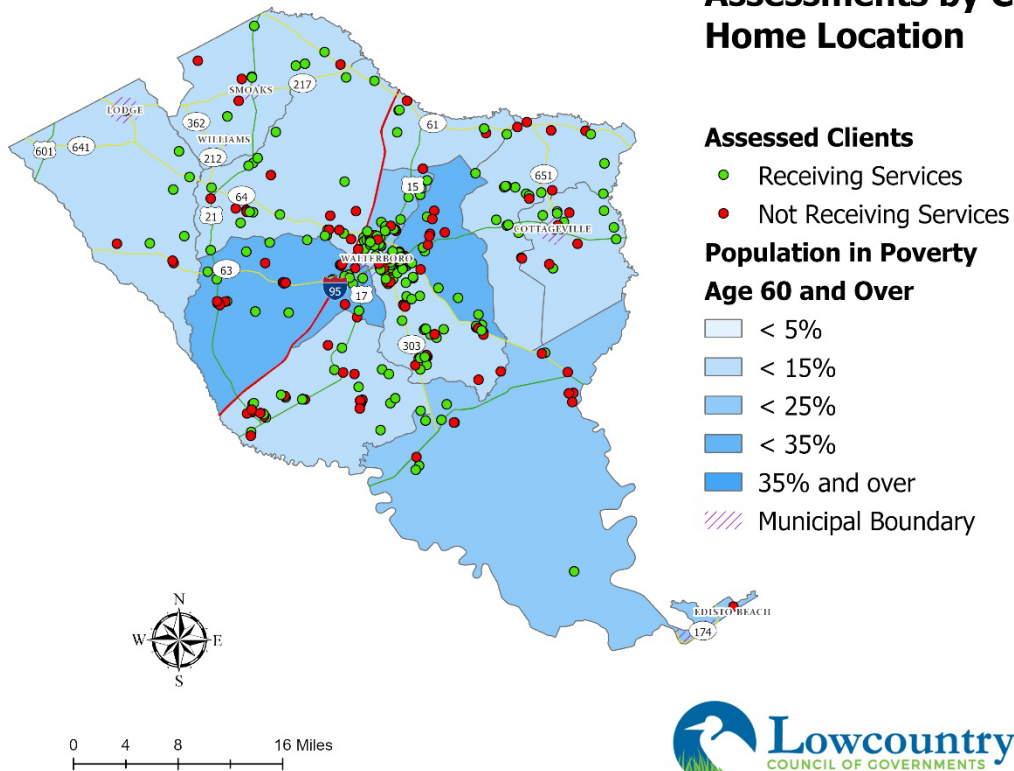 Home Location
Assessed Clients
Receiving Services
Not Receiving Services
Population in Poverty
Age 60 and Over
< 5%
< 15%
< 25%
< 35%
35% and over
Municipal Boundary
SMOAKS
217
LODGE
362
61
601
641
WILLIAMS
212
651
15
64
21
COTTAGEVILLE
WALTERBORO
63
95
17
303
EDISTO BEACH
174
N
W
E
S
0 4 8 16 Miles
Lowcountry
COUNCIL OF GOVERNMENTS